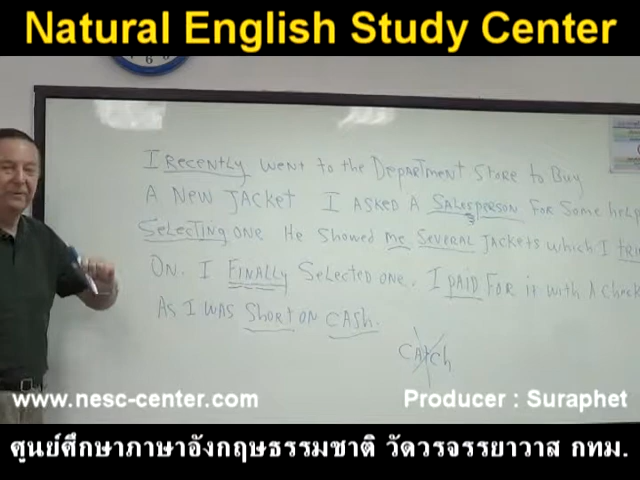 Natural English Study Center
I RECENTLY WENT to the DEPARTMENT STORE to Buy
A NEW JACKET I ASKED A SALESPERSON FOR SOME help
SELECTING ONE He SHOWED me SEVERAL JACKETS which I
ON. I FINALLY SELECTED ONE. I PAID FOR it with A Check
AS I WAS SHORT ON CASH.
CAtCh
www.nesc-center.com Producer : Suraphet
ศูนย์ศึกษาภาษาอังกฤษธรรมชาติ วัดวรจรรยาวาส กทม.